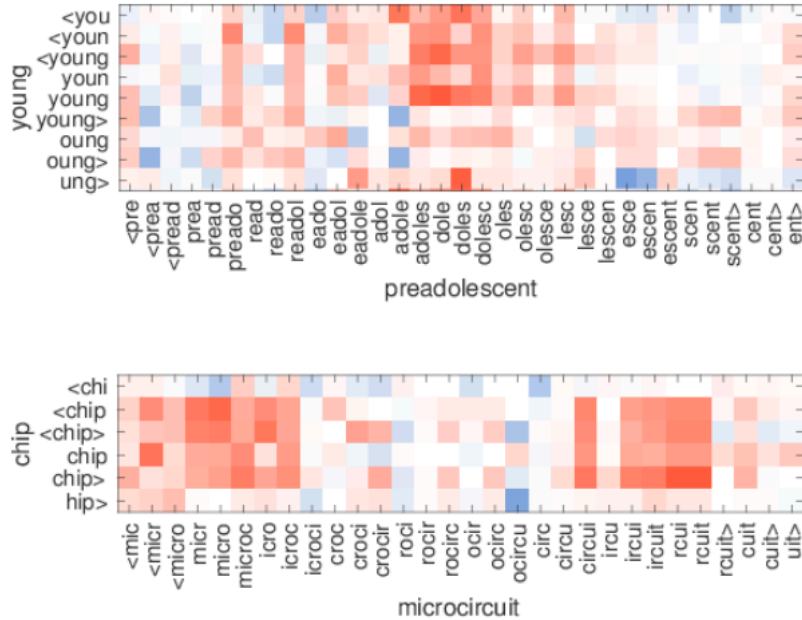 young
<you
<youn
<young
youn
young
young>
oung
oung>
ung>
<pre
<prea
<pread
prea
pread
preado
read
reado
readol
eado
eadol
eadole
adol
adole
adoles
dole
doles
dolesc
oles
olesc
olesce
lesc
lesce
lescen
esce
escen
escent
scen
scent
scent>
cent
cent>
ent>
preadolescent
chip
<chi
<chip
<chip>
chip
chip>
hip>
<mic
<micr
<micro
micr
micro
microc
icro
icroc
icroci
croc
croci
crocir
roci
rocir
rocirc
ocir
ocirc
ocircu
circ
circu
circui
ircu
ircui
ircuit
rcui
rcuit
rcuit>
cuit
cuit>
uit>
microcircuit